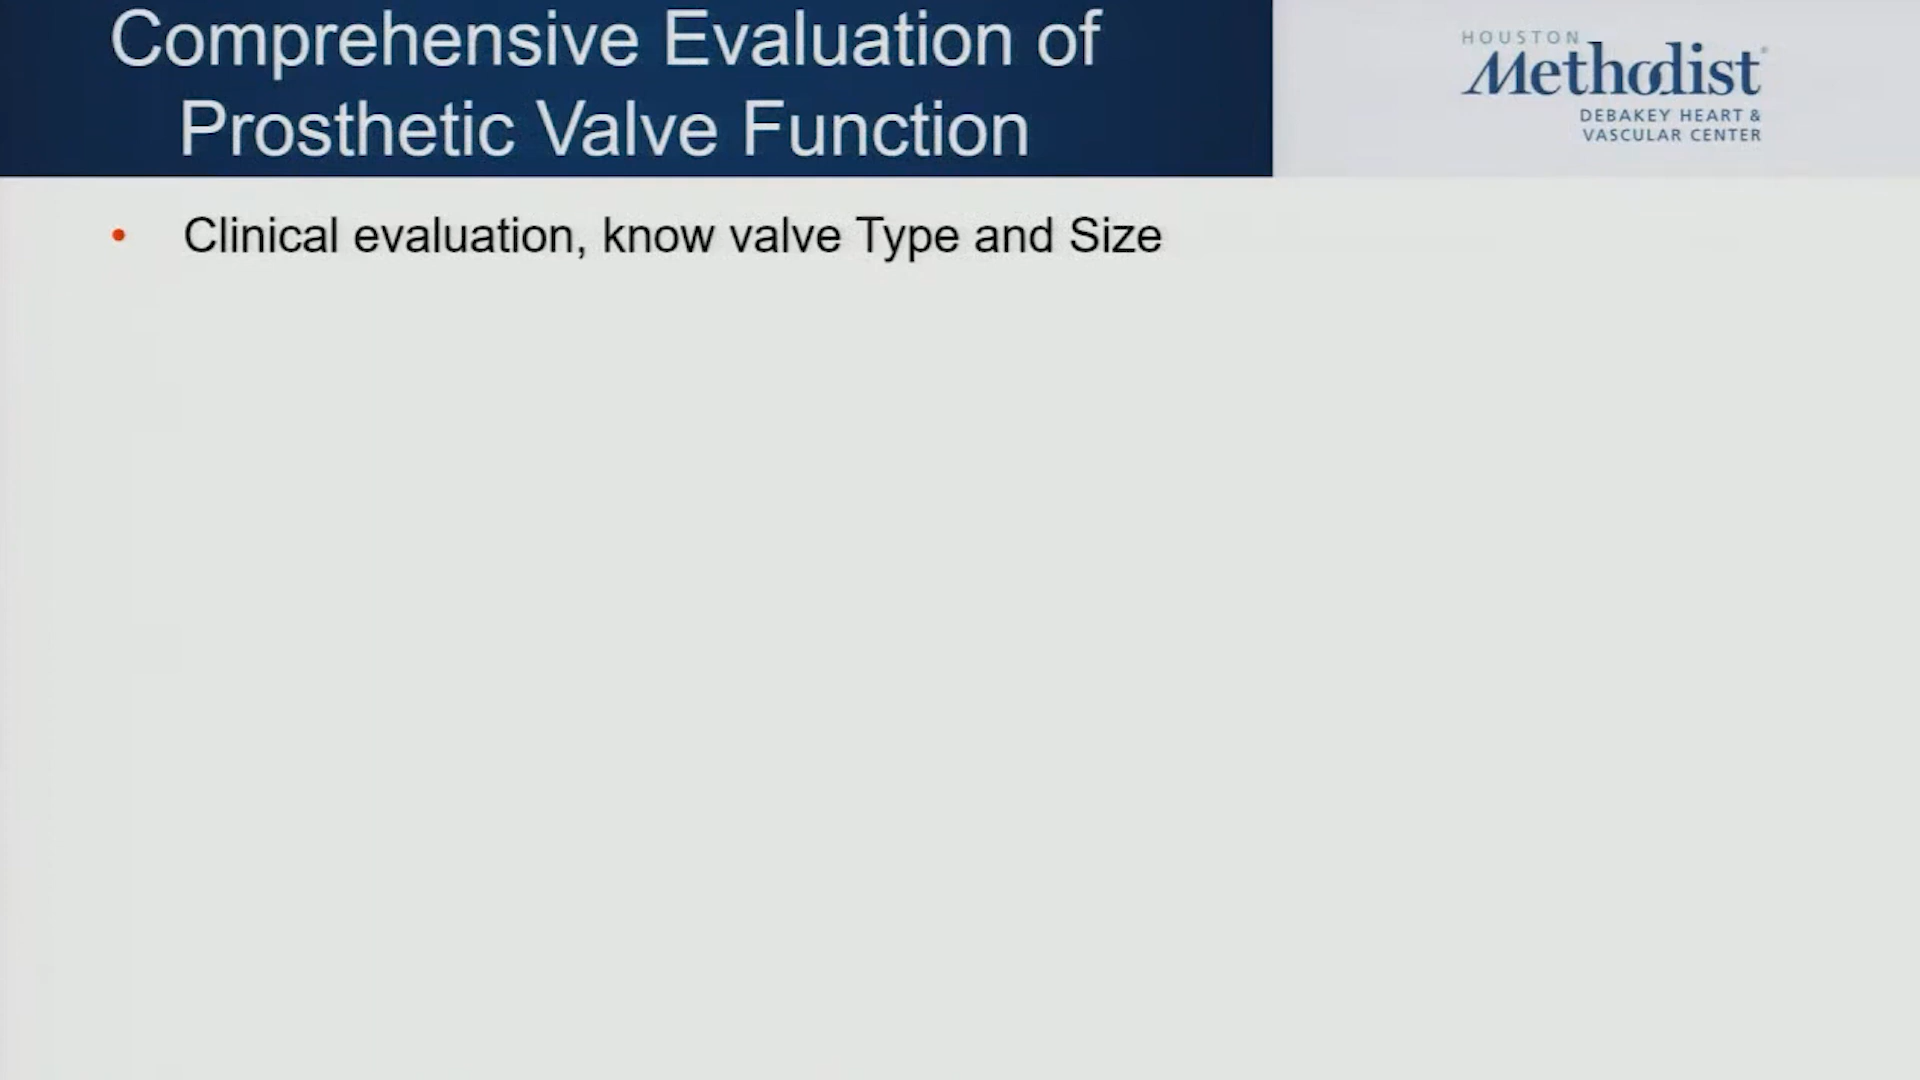 Comprehensive Evaluation of
Prosthetic Valve Function
HOUSTON
Methodist®
DEBAKEY HEART &
VASCULAR CENTER
• Clinical evaluation, know valve Type and Size